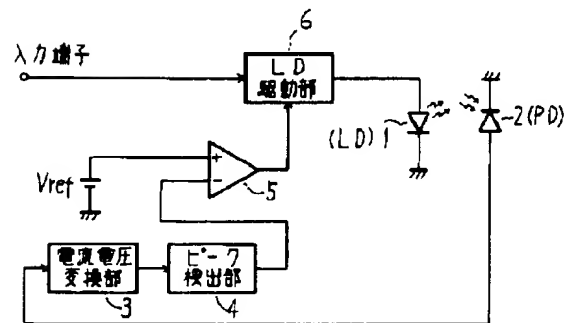 6
入力端子
LD
駆動部
(LD) 1
2(PD)
+
-
5
Vref
電流電圧
変換部
3
ピーク
検出部
4